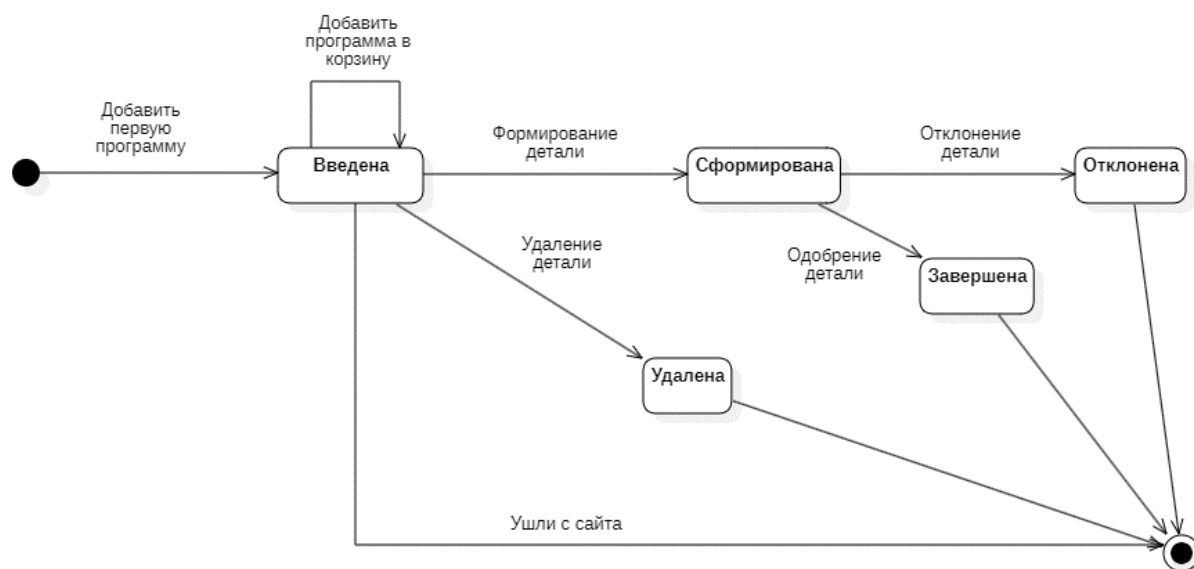 Добавить
программа в
корзину
Добавить
первую
программу
Введена
Формирование
детали
Сформирована
Отклонение
детали
Отклонена
Удаление
детали
Одобрение
детали
Завершена
Удалена
Ушли с сайта